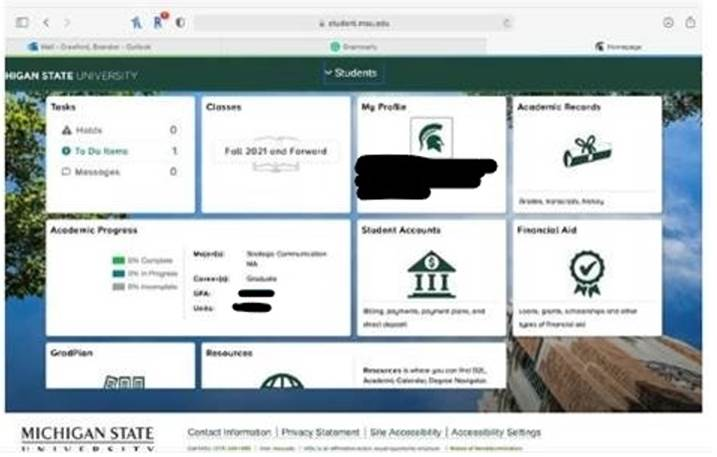 student.msu.edu
Mail - Crawford, Brandon - Outlook
Grammarly
Homepage
HIGAN STATE UNIVERSITY
Students
Tasks
Holds 0
To Do Items 1
Messages 0
Classes
Fall 2021 and Forward
My Profile
Academic Records
Grades, transcripts, history
Academic Progress
0% Complete
0% In Progress
0% Incomplete
Major(s): Strategic Communication
MA
Career(s): Graduate
GPA:
Units:
Student Accounts
Billing, payments, payment plans, and
direct deposit
Financial Aid
Loans, grants, scholarships and other
types of financial aid
GradPlan
Resources
Resources is where you can find D2L,
Academic Calendar, Degree Navigator,
MICHIGAN STATE
UNIVERSITY
Contact Information | Privacy Statement | Site Accessibility | Accessibility Settings